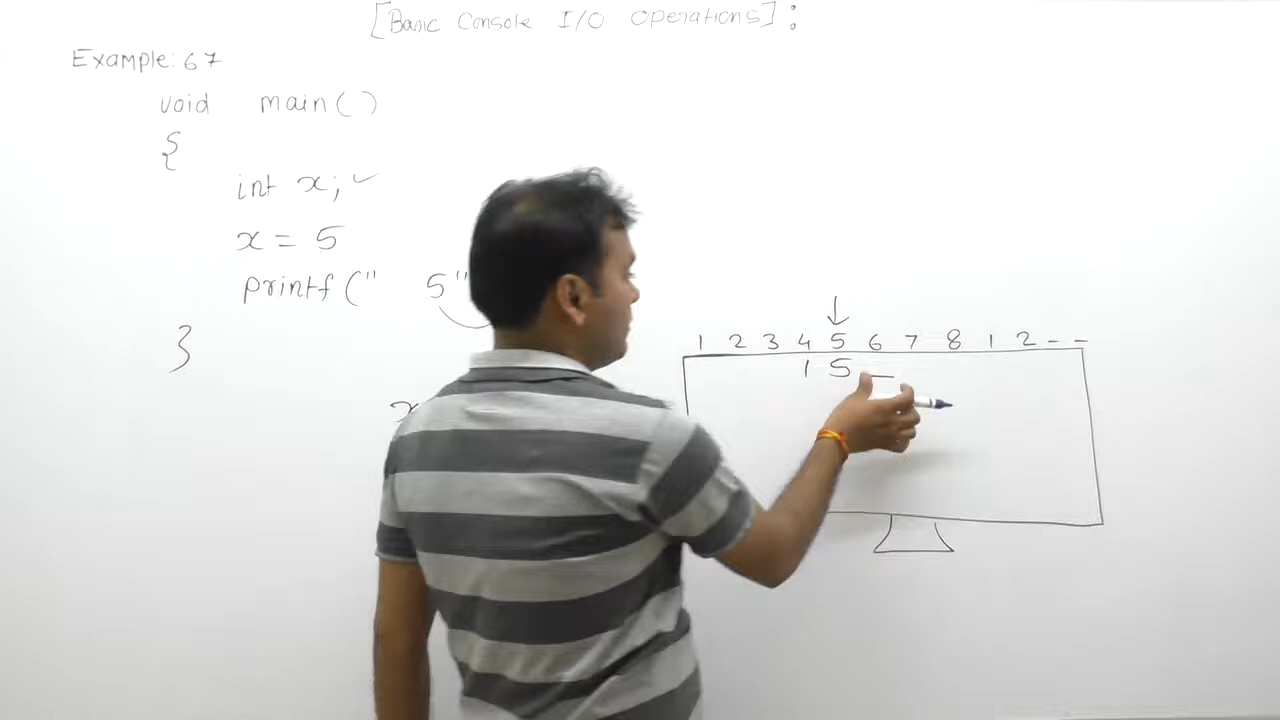 [Basic Console I/O Operations]:
Example: 67
void main()
{
int x;
x = 5
printf(" 5"
}
x
1 2 3 4 5 6 7 8 1 2 - -
1 5 _